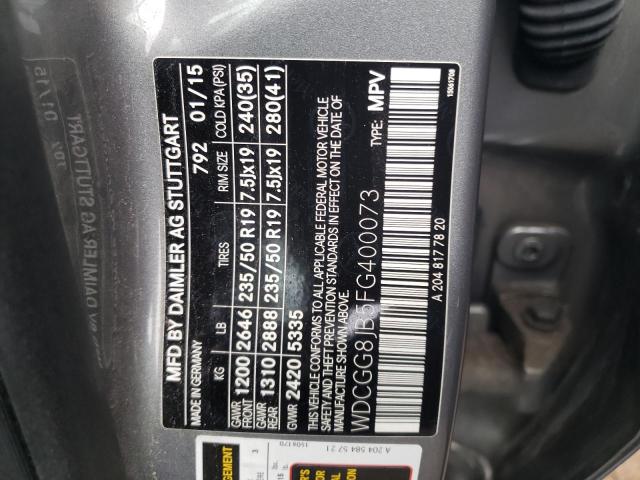 MFD BY DAIMLER AG STUTTGART
MADE IN GERMANY 792 01/15
KG LB TIRES RIM SIZE COLD KPA(PSI)
GAWR FRONT 1200 2646 235/50 R19 7.5Jx19 240(35)
GAWR REAR 1310 2888 235/50 R19 7.5Jx19 280(41)
GVWR 2420 5335
THIS VEHICLE CONFORMS TO ALL APPLICABLE FEDERAL MOTOR VEHICLE
SAFETY AND THEFT PREVENTION STANDARDS IN EFFECT ON THE DATE OF
MANUFACTURE SHOWN ABOVE.
WDCGG8JB5FG400073 TYPE: MPV
A 204 817 78 20
15061708
A 204 584 57 21